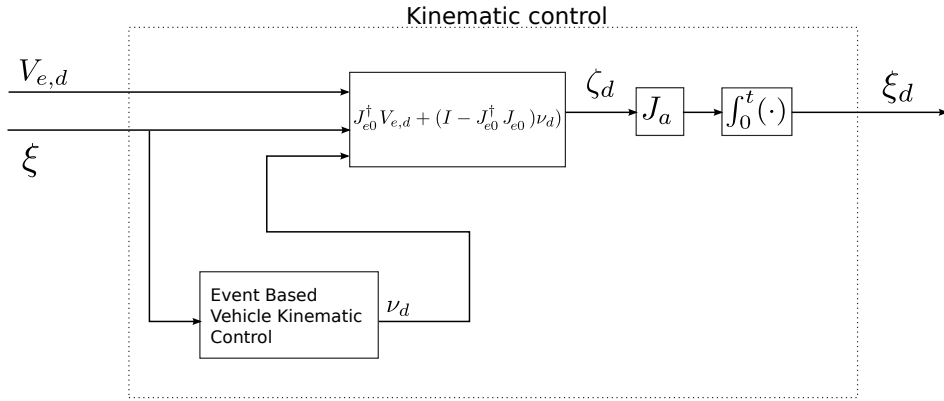 Kinematic control
V_{e,d}
ξ
J_{e0}^† V_{e,d} + (I − J_{e0}^† J_{e0})ν_d)
ζ_d
J_a
∫_0^t(·)
ξ_d
Event Based
Vehicle Kinematic
Control
ν_d